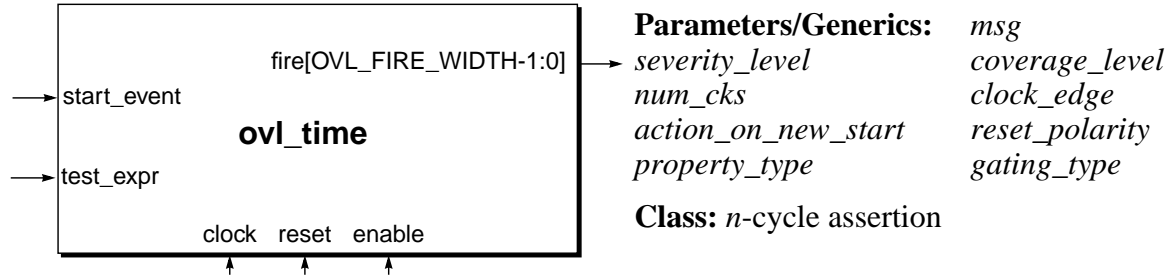 fire[OVL_FIRE_WIDTH-1:0]
start_event
ovl_time
test_expr
clock reset enable
Parameters/Generics: msg
severity_level coverage_level
num_cks clock_edge
action_on_new_start reset_polarity
property_type gating_type
Class: n-cycle assertion